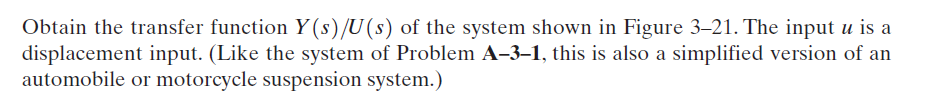 Obtain the transfer function Y(s)/U(s) of the system shown in Figure 3–21. The input u is a
displacement input. (Like the system of Problem A–3–1, this is also a simplified version of an
automobile or motorcycle suspension system.)